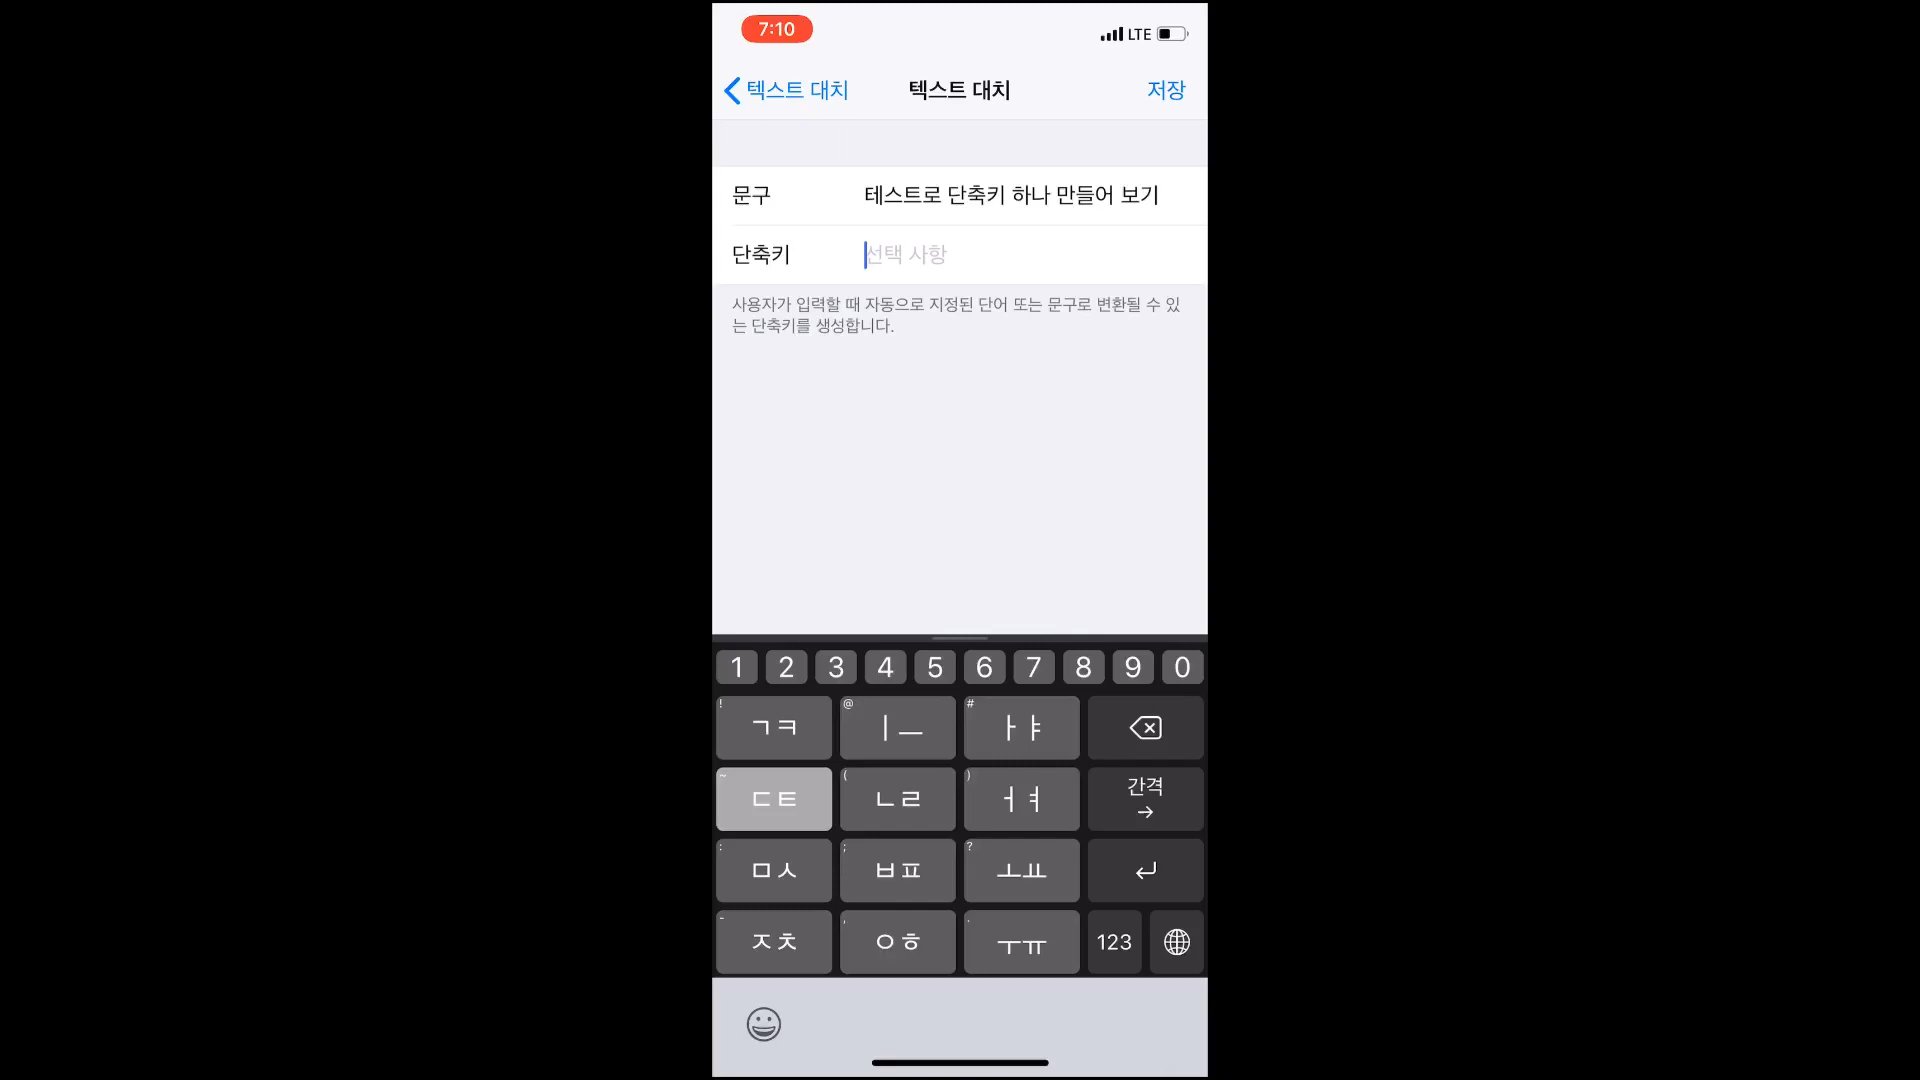 7:10
LTE
텍스트 대치
텍스트 대치
저장
문구 테스트로 단축키 하나 만들어 보기
단축키 선택 사항
사용자가 입력할 때 자동으로 지정된 단어 또는 문구로 변환될 수 있
는 단축키를 생성합니다.
1 2 3 4 5 6 7 8 9 0
! ㄱㅋ @ ㅣㅡ # ㅏㅑ
~ ㄷㅌ ( ㄴㄹ ) ㅓㅕ 간격 →
: ㅁㅅ ; ㅂㅍ ? ㅗㅛ
- ㅈㅊ , ㅇㅎ . ㅜㅠ 123